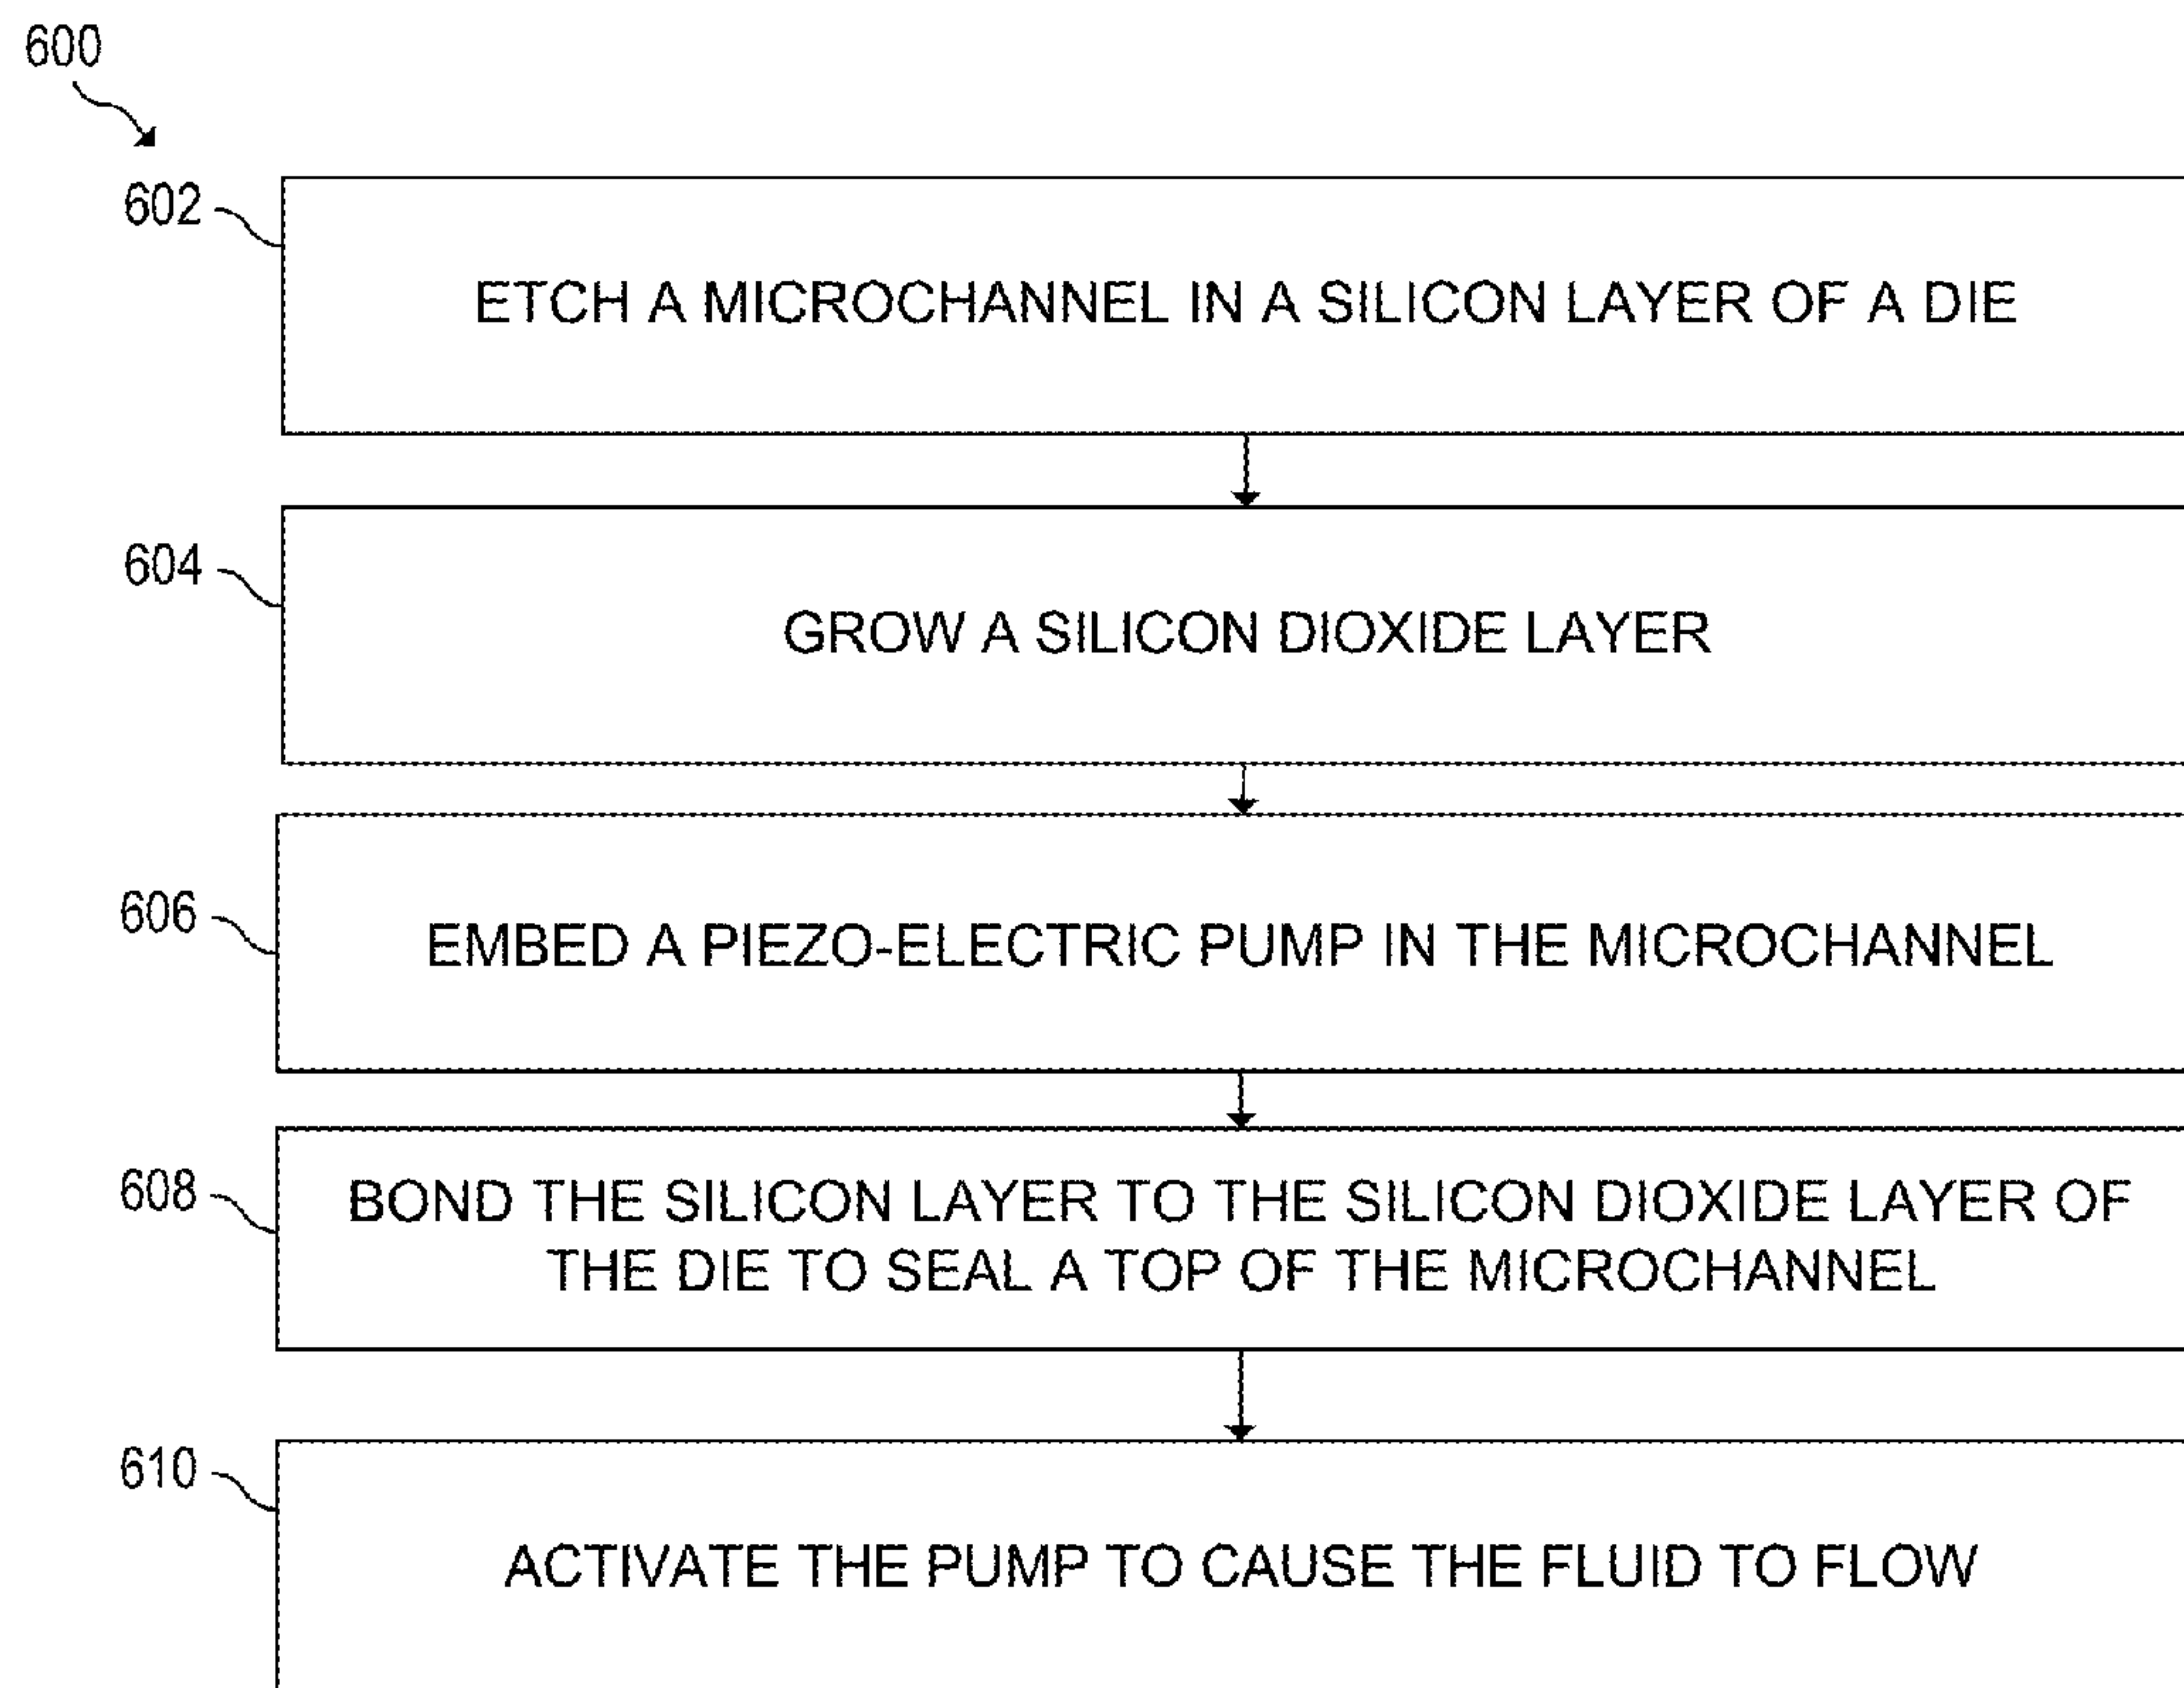 600
602
ETCH A MICROCHANNEL IN A SILICON LAYER OF A DIE
604
GROW A SILICON DIOXIDE LAYER
606
EMBED A PIEZO-ELECTRIC PUMP IN THE MICROCHANNEL
608
BOND THE SILICON LAYER TO THE SILICON DIOXIDE LAYER OF
THE DIE TO SEAL A TOP OF THE MICROCHANNEL
610
ACTIVATE THE PUMP TO CAUSE THE FLUID TO FLOW